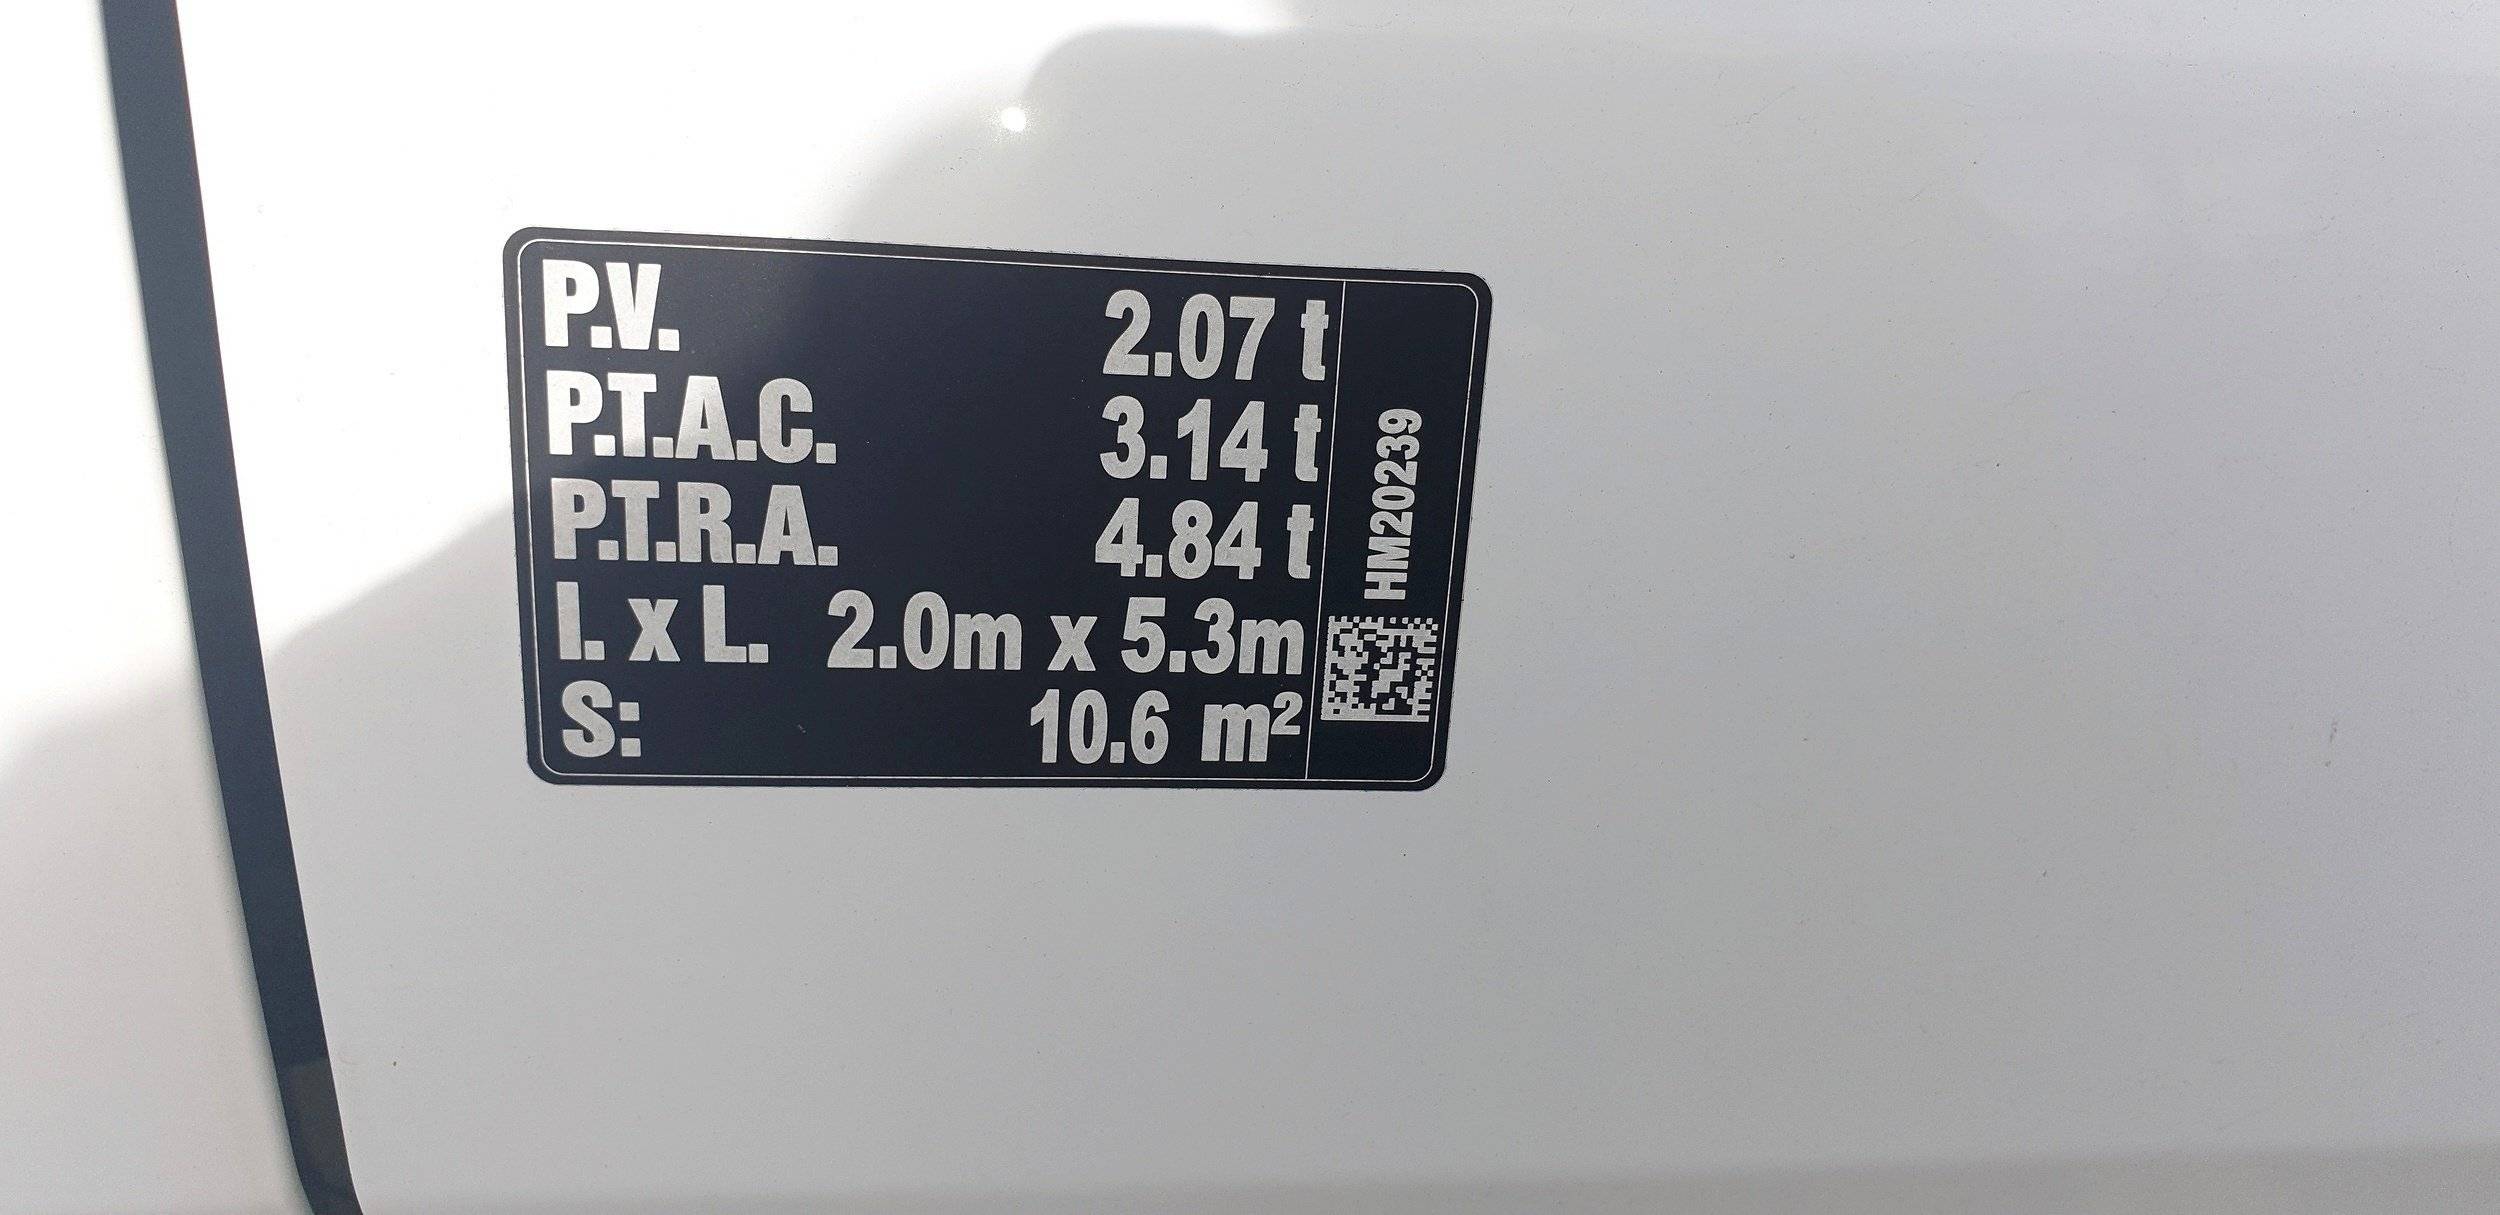 P.V. 2.07 t
P.T.A.C. 3.14 t
P.T.R.A. 4.84 t
l. x L. 2.0m x 5.3m
S: 10.6 m²
HM20239